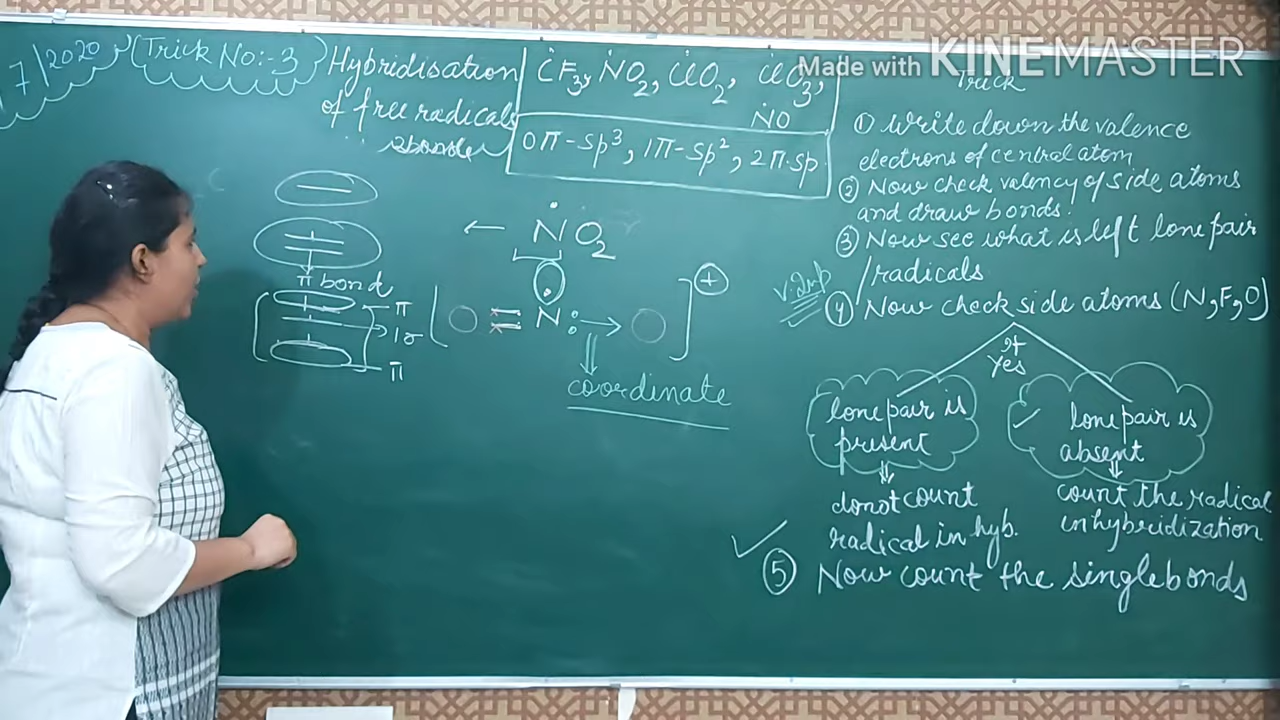 7/2020
(Trick No:-3)
Hybridisation
of free radicals
ĊF3, ṄO2, ĊlO2, ĊlO3,
ṄO
0π-sp³, 1π-sp², 2π-sp.
Made with KINEMASTER
Trick
① Write down the valence
electrons of central atom
② Now check valency of side atoms
and draw bonds.
③ Now see what is left lone pair
/radicals
V.Imp
④ Now check side atoms (N, F, O)
If
Yes
lone pair is
present
lone pair is
absent
donot count
radical in hyb.
count the radical
in hybridization
⑤ Now count the single bonds
← ṄO2
π bond
π
1σ
π
N
+
coordinate